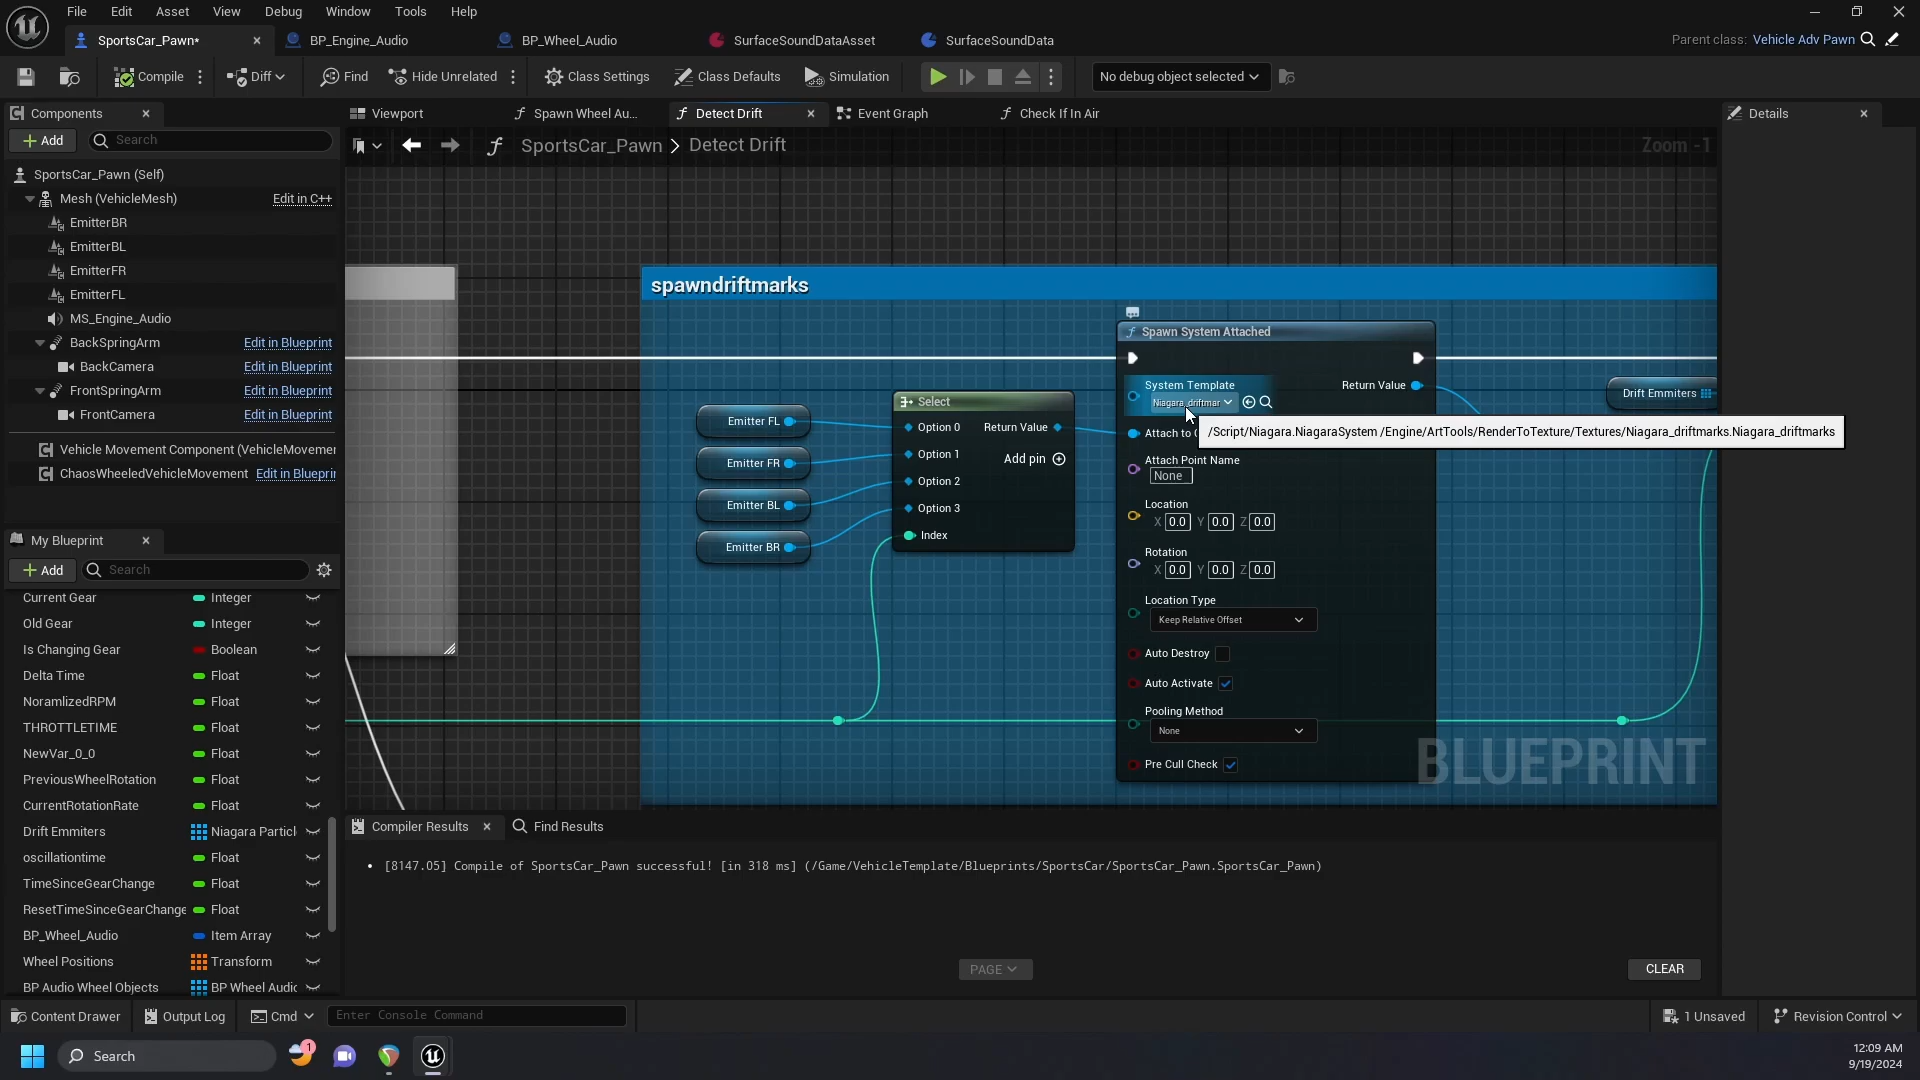 File Edit Asset View Debug Window Tools Help
SportsCar_Pawn* BP_Engine_Audio BP_Wheel_Audio SurfaceSoundDataAsset SurfaceSoundData Parent class: Vehicle Adv Pawn
Compile Diff Find Hide Unrelated Class Settings Class Defaults Simulation No debug object selected
Components Viewport Spawn Wheel Au... Detect Drift Event Graph Check If In Air Details
Add Search
SportsCar_Pawn > Detect Drift Zoom -1
SportsCar_Pawn (Self)
Mesh (VehicleMesh) Edit in C++
EmitterBR
EmitterBL
EmitterFR
EmitterFL
MS_Engine_Audio
BackSpringArm Edit in Blueprint
BackCamera Edit in Blueprint
FrontSpringArm Edit in Blueprint
FrontCamera Edit in Blueprint
Vehicle Movement Component (VehicleMovemer
ChaosWheeledVehicleMovement Edit in Blueprir
My Blueprint
Add Search
Current Gear Integer
Old Gear Integer
Is Changing Gear Boolean
Delta Time Float
NoramlizedRPM Float
THROTTLETIME Float
NewVar_0_0 Float
PreviousWheelRotation Float
CurrentRotationRate Float
Drift Emmiters Niagara Particl
oscillationtime Float
TimeSinceGearChange Float
ResetTimeSinceGearChange Float
BP_Wheel_Audio Item Array
Wheel Positions Transform
BP Audio Wheel Objects BP Wheel Audio
spawndriftmarks
Emitter FL
Emitter FR
Emitter BL
Emitter BR
Select
Option 0 Return Value
Option 1 Add pin
Option 2
Option 3
Index
Spawn System Attached
System Template Return Value
Niagara_driftmar
Attach to C
/Script/Niagara.NiagaraSystem /Engine/ArtTools/RenderToTexture/Textures/Niagara_driftmarks.Niagara_driftmarks
Attach Point Name
None
Location
X 0.0 Y 0.0 Z 0.0
Rotation
X 0.0 Y 0.0 Z 0.0
Location Type
Keep Relative Offset
Auto Destroy
Auto Activate
Pooling Method
None
Pre Cull Check
Drift Emmiters
BLUEPRINT
Compiler Results Find Results
[8147.05] Compile of SportsCar_Pawn successful! [in 318 ms] (/Game/VehicleTemplate/Blueprints/SportsCar/SportsCar_Pawn.SportsCar_Pawn)
PAGE CLEAR
Content Drawer Output Log Cmd Enter Console Command 1 Unsaved Revision Control
Search 1
12:09 AM
9/19/2024